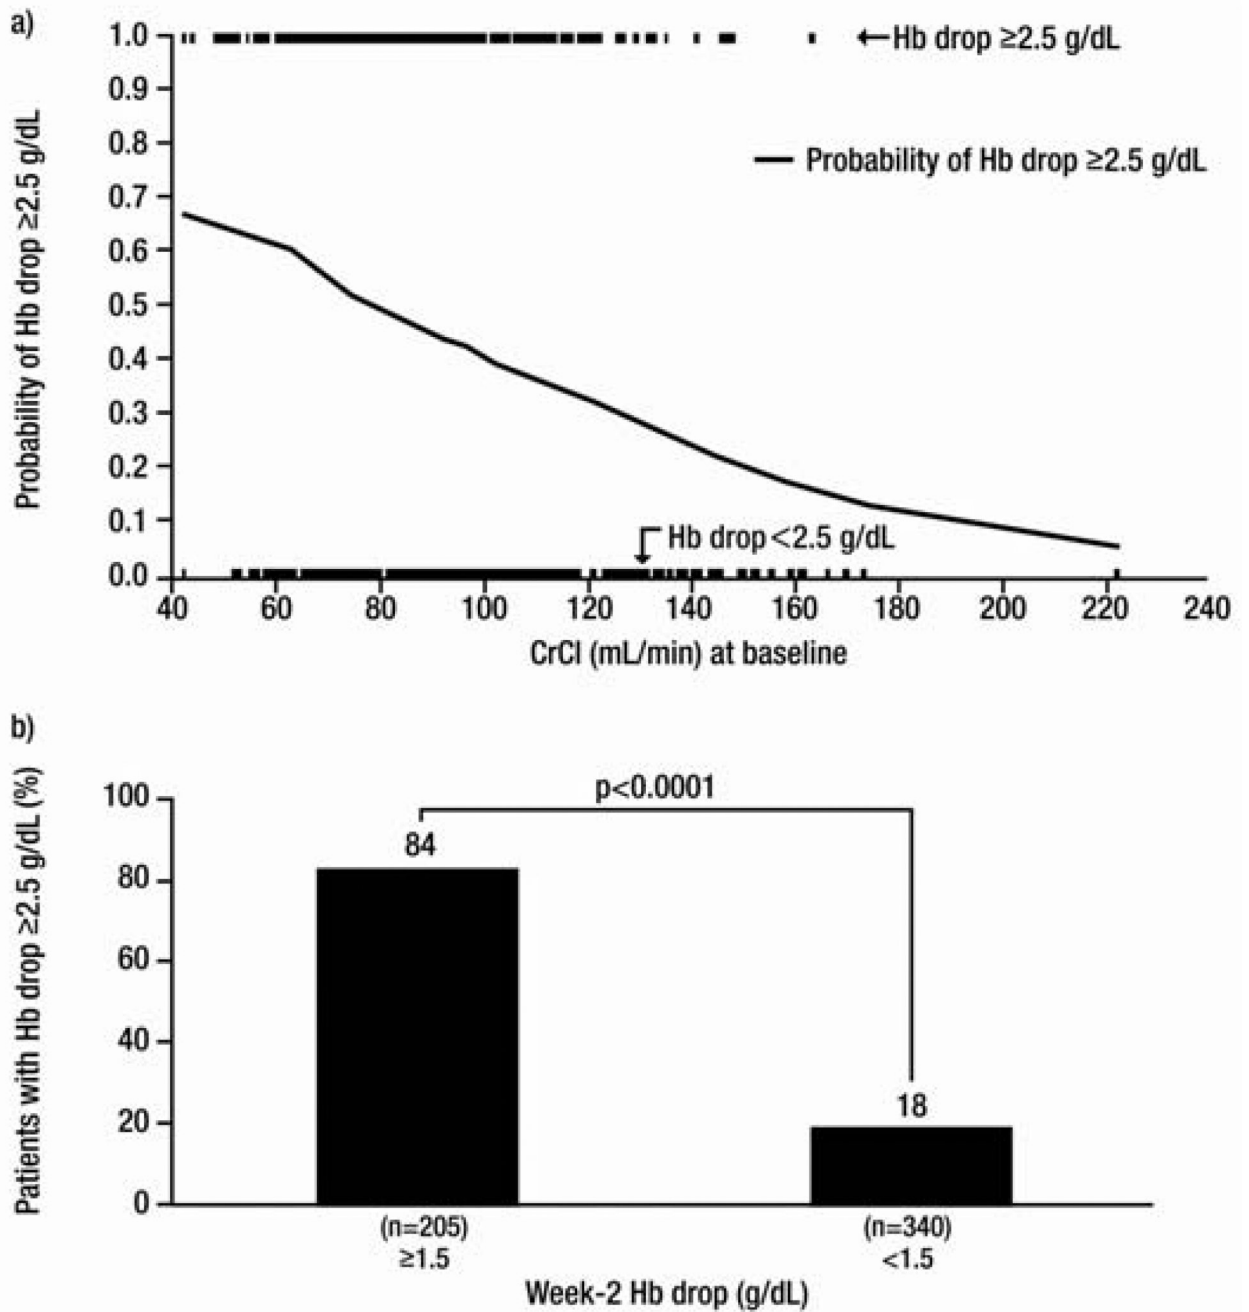 a)
Probability of Hb drop ≥2.5 g/dL
1.0
0.9
0.8
0.7
0.6
0.5
0.4
0.3
0.2
0.1
0.0
←Hb drop ≥2.5 g/dL
Probability of Hb drop ≥2.5 g/dL
Hb drop <2.5 g/dL
40 60 80 100 120 140 160 180 200 220 240
CrCl (mL/min) at baseline
b)
Patients with Hb drop ≥2.5 g/dL (%)
100
80
60
40
20
0
p<0.0001
84
18
(n=205) (n=340)
≥1.5 <1.5
Week-2 Hb drop (g/dL)